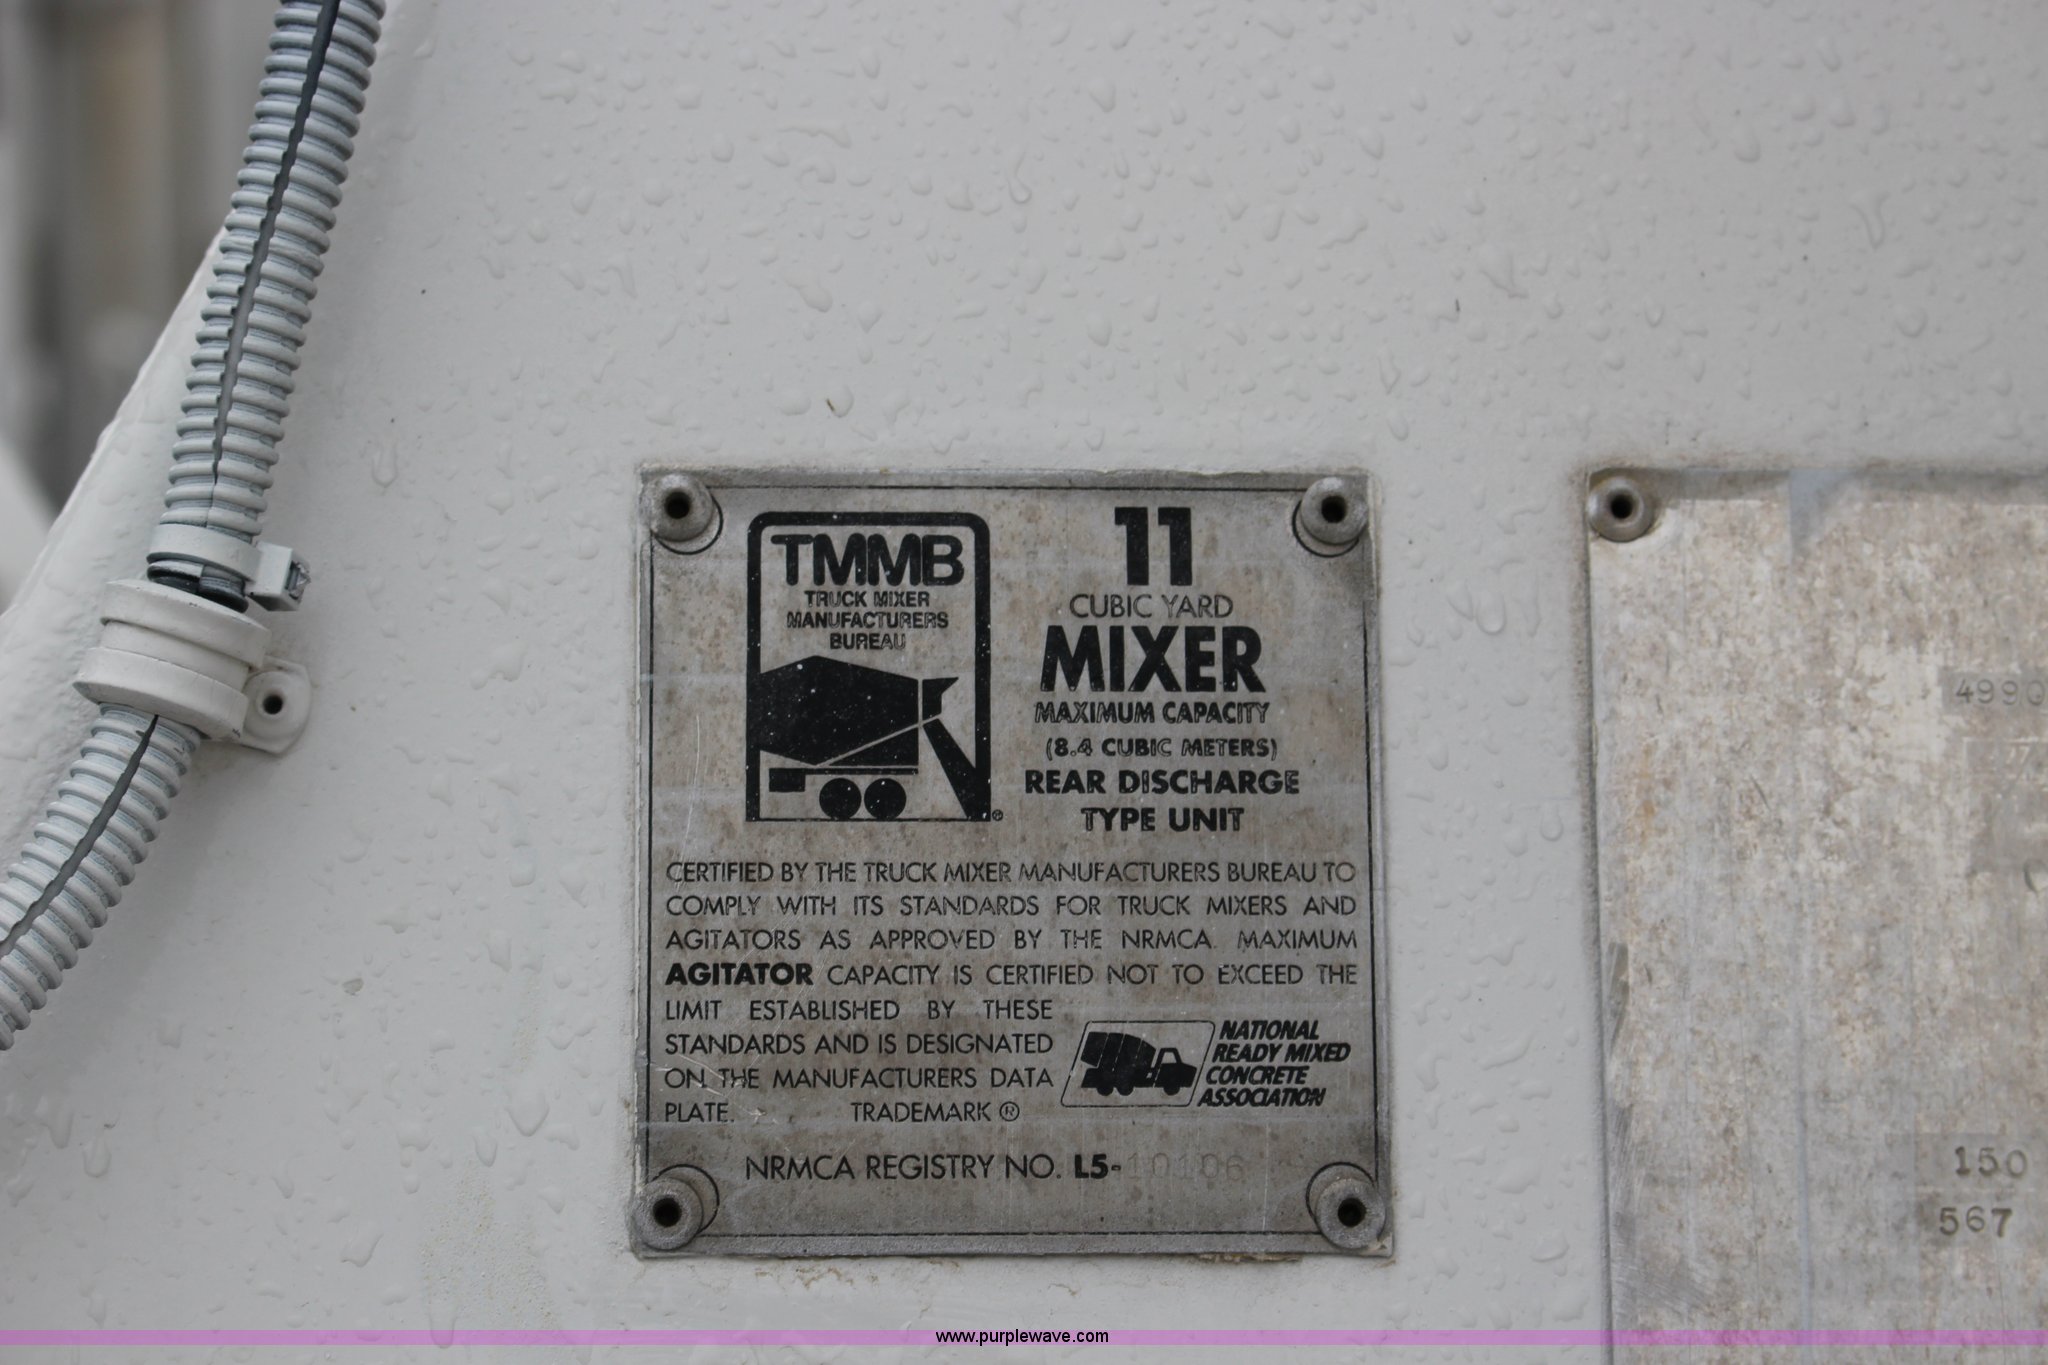 TMMB
TRUCK MIXER
MANUFACTURERS
BUREAU
®
11
CUBIC YARD
MIXER
MAXIMUM CAPACITY
(8.4 CUBIC METERS)
REAR DISCHARGE
TYPE UNIT
CERTIFIED BY THE TRUCK MIXER MANUFACTURERS BUREAU TO
COMPLY WITH ITS STANDARDS FOR TRUCK MIXERS AND
AGITATORS AS APPROVED BY THE NRMCA. MAXIMUM
AGITATOR CAPACITY IS CERTIFIED NOT TO EXCEED THE
LIMIT ESTABLISHED BY THESE
STANDARDS AND IS DESIGNATED
ON THE MANUFACTURERS DATA
PLATE. TRADEMARK ®
NATIONAL
READY MIXED
CONCRETE
ASSOCIATION
NRMCA REGISTRY NO. L5-10106
4990
150
567
www.purplewave.com